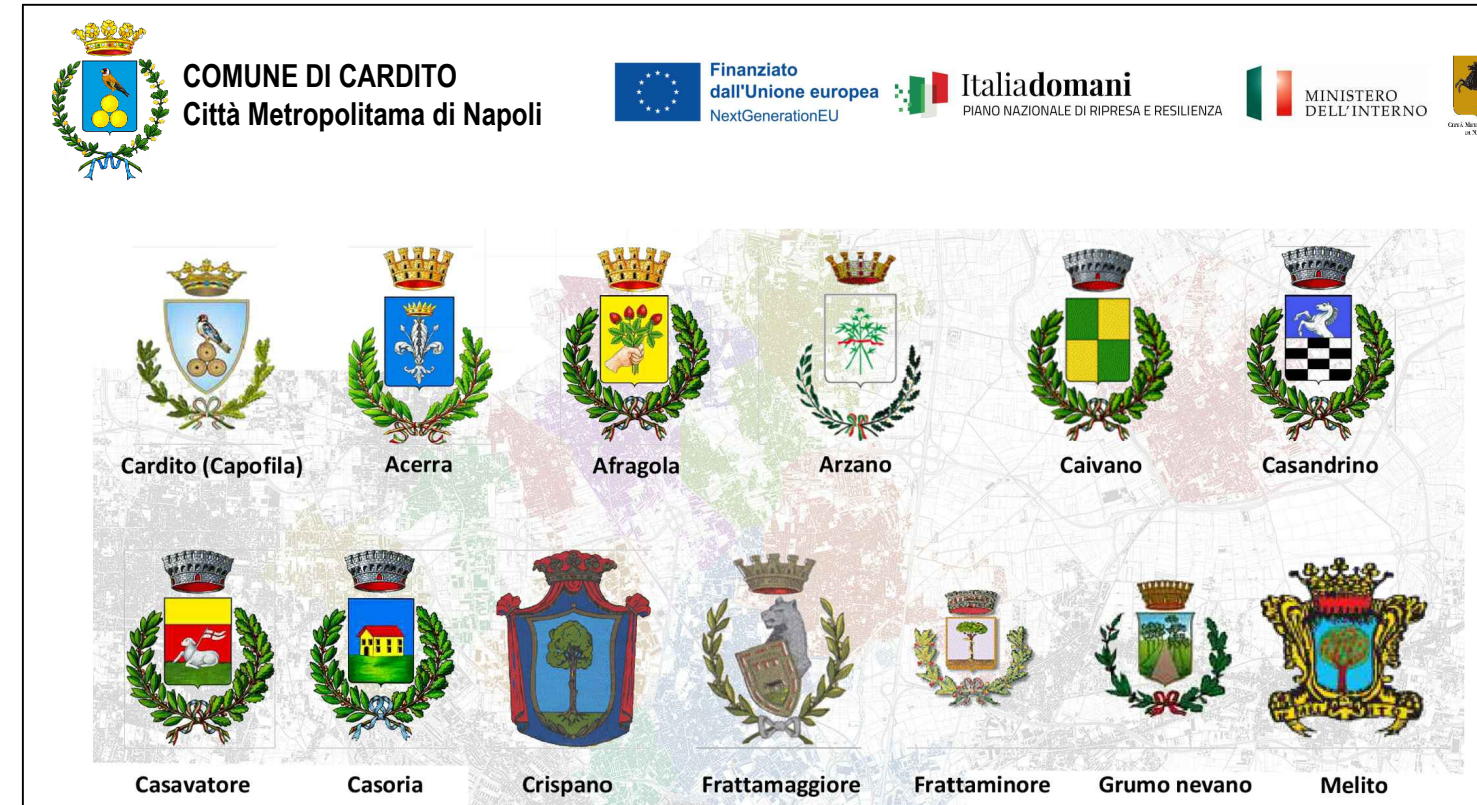 COMUNE DI CARDITO
Città Metropolitama di Napoli
Finanziato
dall'Unione europea
NextGenerationEU
Italiadomani
PIANO NAZIONALE DI RIPRESA E RESILIENZA
MINISTERO
DELL'INTERNO
Cardito (Capofila)
Acerra
Afragola
Arzano
Caivano
Casandrino
Casavatore
Casoria
Crispano
Frattamaggiore
Frattaminore
Grumo nevano
Melito